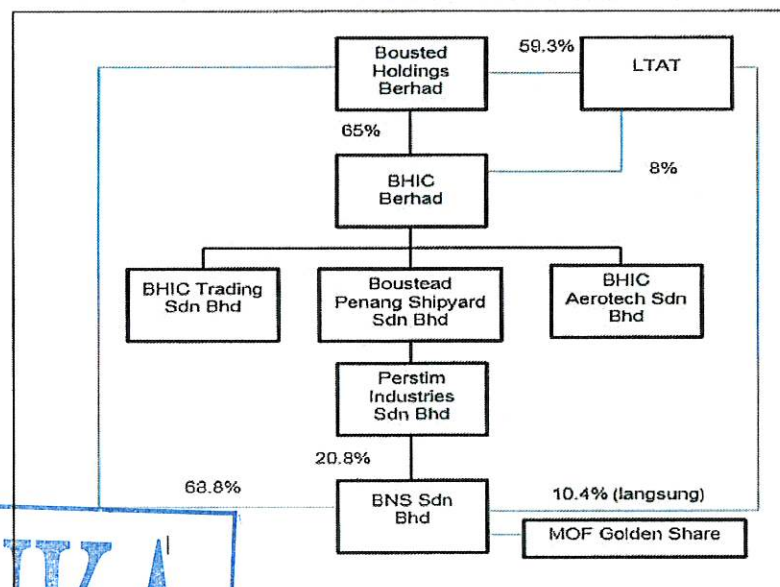 Bousted
Holdings
Berhad
59.3%
LTAT
65%
BHIC
Berhad
8%
BHIC Trading
Sdn Bhd
Boustead
Penang Shipyard
Sdn Bhd
BHIC
Aerotech Sdn
Bhd
Perstim
Industries
Sdn Bhd
20.8%
68.8%
BNS Sdn
Bhd
10.4% (langsung)
MOF Golden Share